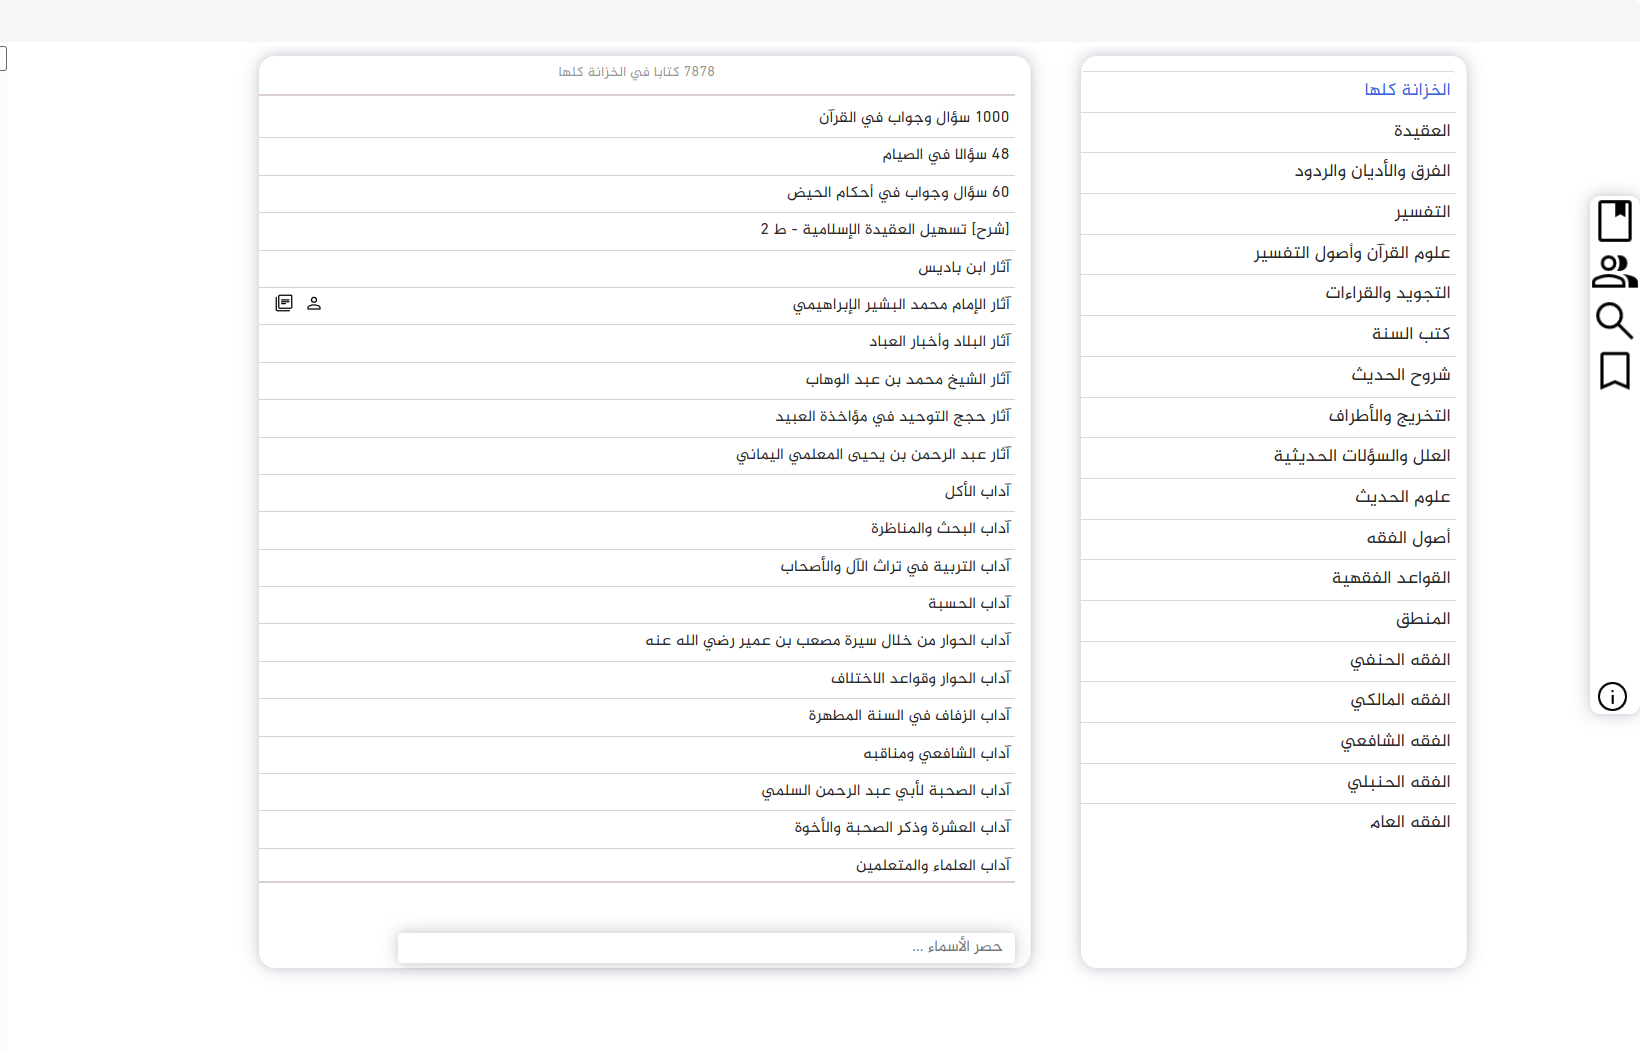 الخزانة كلها
العقيدة
الفرق والأديان والردود
التفسير
علوم القرآن وأصول التفسير
التجويد والقراءات
كتب السنة
شروح الحديث
التخريج والأطراف
العلل والسؤلات الحديثية
علوم الحديث
أصول الفقه
القواعد الفقهية
المنطق
الفقه الحنفي
الفقه المالكي
الفقه الشافعي
الفقه الحنبلي
الفقه العام
7878 كتابا في الخزانة كلها
1000 سؤال وجواب في القرآن
48 سؤالا في الصيام
60 سؤال وجواب في أحكام الحيض
[شرح] تسهيل العقيدة الإسلامية - ط 2
آثار ابن باديس
آثار الإمام محمد البشير الإبراهيمي
آثار البلاد وأخبار العباد
آثار الشيخ محمد بن عبد الوهاب
آثار حجج التوحيد في مؤاخذة العبيد
آثار عبد الرحمن بن يحيى المعلمي اليماني
آداب الأكل
آداب البحث والمناظرة
آداب التربية في تراث الآل والأصحاب
آداب الحسبة
آداب الحوار من خلال سيرة مصعب بن عمير رضي الله عنه
آداب الحوار وقواعد الاختلاف
آداب الزفاف في السنة المطهرة
آداب الشافعي ومناقبه
آداب الصحبة لأبي عبد الرحمن السلمي
آداب العشرة وذكر الصحبة والأخوة
آداب العلماء والمتعلمين
حصر الأسماء ...